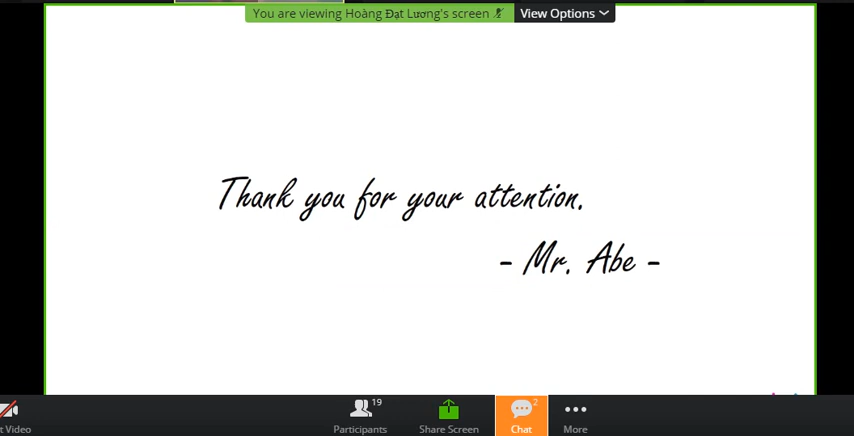 You are viewing Hoàng Đạt Lương's screen View Options
Thank you for your attention.
- Mr. Abe -
t Video
19
Participants
Share Screen
2
Chat
More